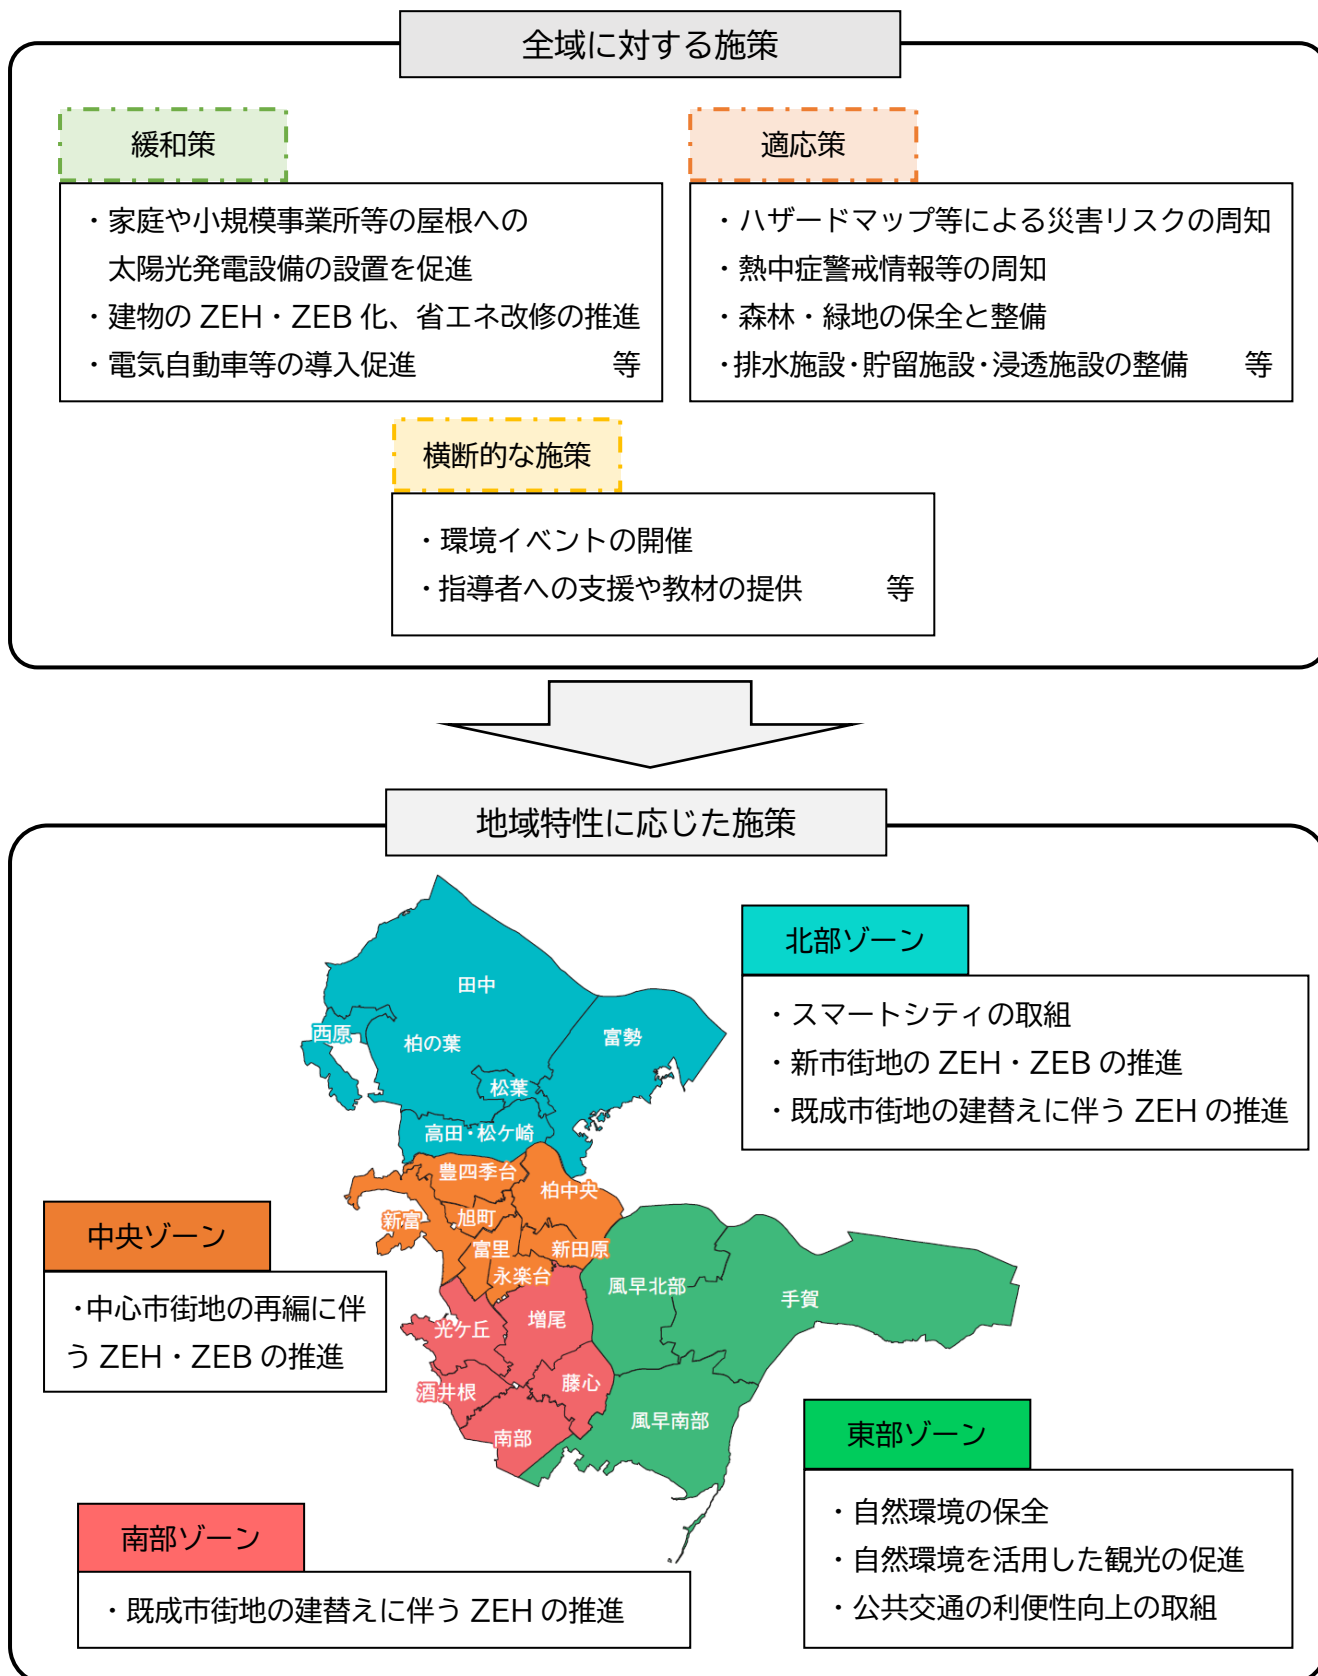 全域に対する施策
緩和策
・家庭や小規模事業所等の屋根への
太陽光発電設備の設置を促進
・建物の ZEH・ZEB 化、省エネ改修の推進
・電気自動車等の導入促進 等
適応策
・ハザードマップ等による災害リスクの周知
・熱中症警戒情報等の周知
・森林・緑地の保全と整備
・排水施設・貯留施設・浸透施設の整備 等
横断的な施策
・環境イベントの開催
・指導者への支援や教材の提供 等
地域特性に応じた施策
北部ゾーン
・スマートシティの取組
・新市街地の ZEH・ZEB の推進
・既成市街地の建替えに伴う ZEH の推進
田中
西原
柏の葉
富勢
松葉
高田・松ケ崎
豊四季台
柏中央
新富
旭町
富里
新田原
永楽台
風早北部
手賀
増尾
光ケ丘
酒井根
藤心
南部
風早南部
中央ゾーン
・中心市街地の再編に伴
う ZEH・ZEB の推進
東部ゾーン
・自然環境の保全
・自然環境を活用した観光の促進
・公共交通の利便性向上の取組
南部ゾーン
・既成市街地の建替えに伴う ZEH の推進